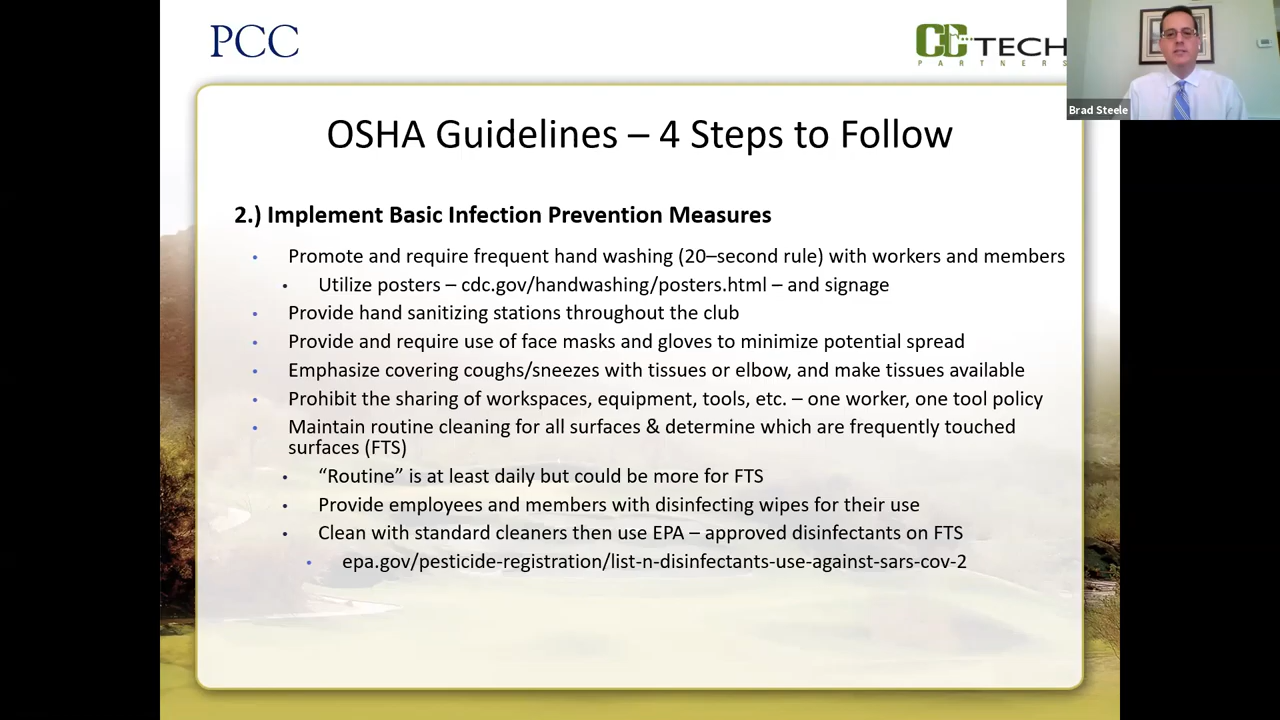 PCC
CC TECH
PARTNERS
Brad Steele
OSHA Guidelines – 4 Steps to Follow
2.) Implement Basic Infection Prevention Measures
• Promote and require frequent hand washing (20–second rule) with workers and members
• Utilize posters – cdc.gov/handwashing/posters.html – and signage
• Provide hand sanitizing stations throughout the club
• Provide and require use of face masks and gloves to minimize potential spread
• Emphasize covering coughs/sneezes with tissues or elbow, and make tissues available
• Prohibit the sharing of workspaces, equipment, tools, etc. – one worker, one tool policy
• Maintain routine cleaning for all surfaces & determine which are frequently touched
surfaces (FTS)
• “Routine” is at least daily but could be more for FTS
• Provide employees and members with disinfecting wipes for their use
• Clean with standard cleaners then use EPA – approved disinfectants on FTS
• epa.gov/pesticide-registration/list-n-disinfectants-use-against-sars-cov-2